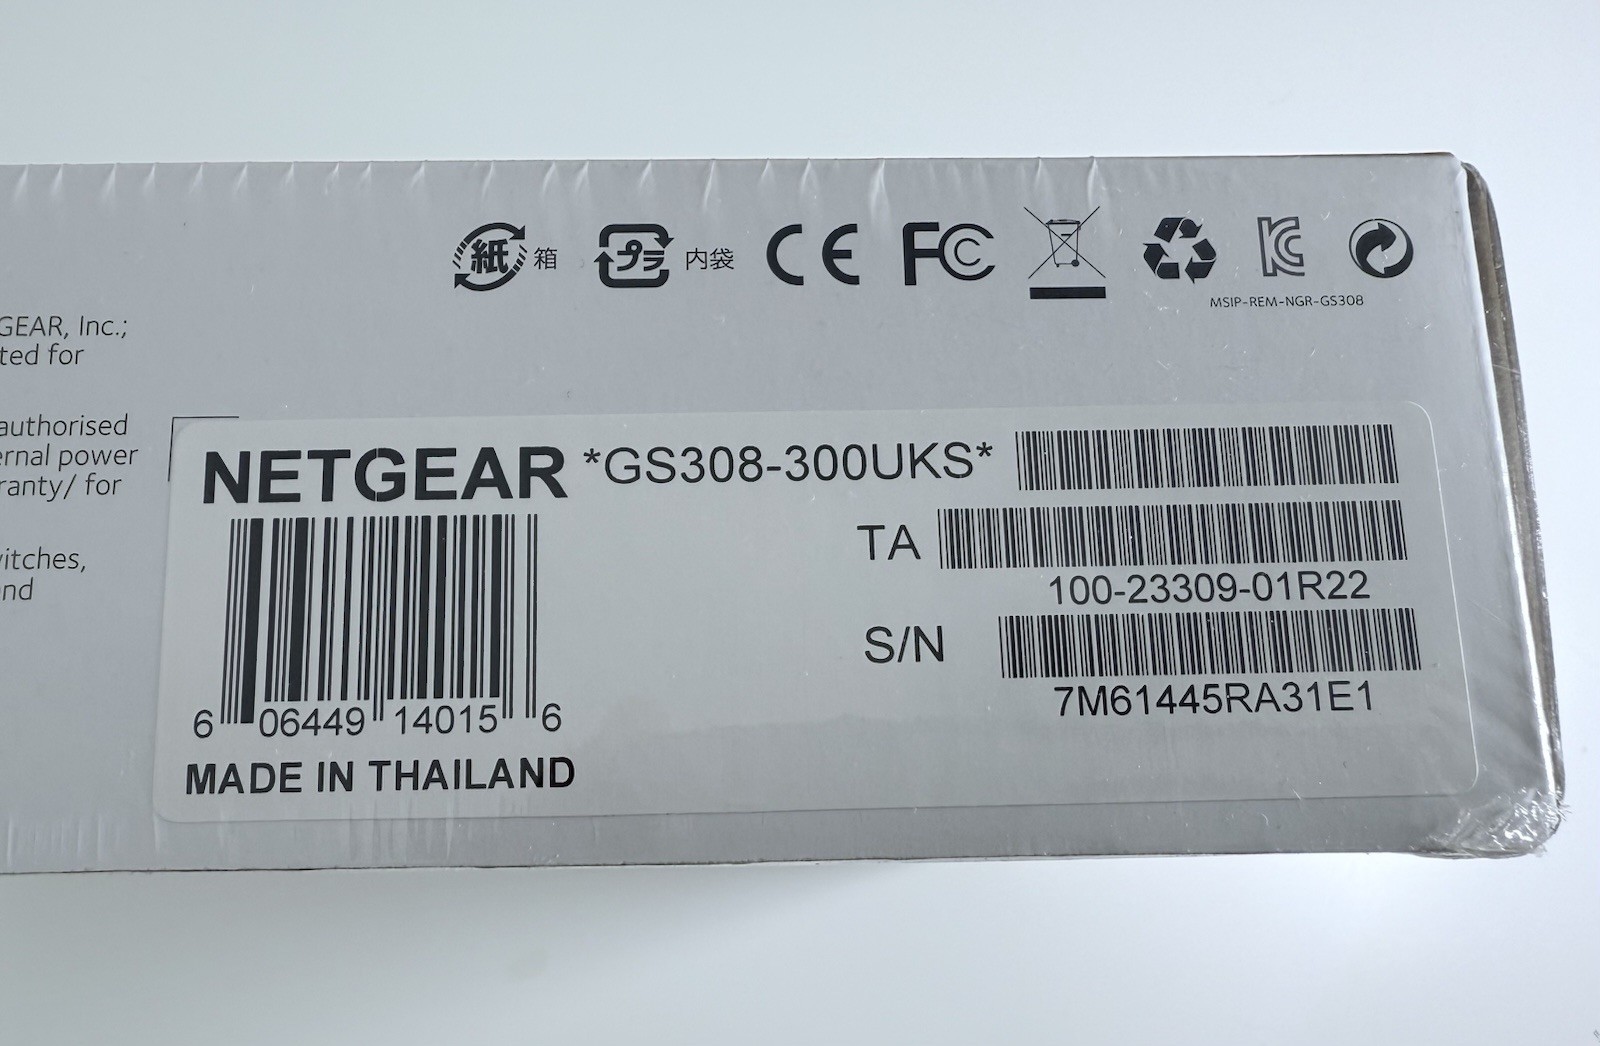 紙 箱 プラ 内袋 CE FC
MSIP-REM-NGR-GS308
GEAR, Inc.;
ted for
authorised
ernal power
ranty/ for
itches,
nd
NETGEAR *GS308-300UKS*
TA
100-23309-01R22
S/N
7M61445RA31E1
6 06449 14015 6
MADE IN THAILAND